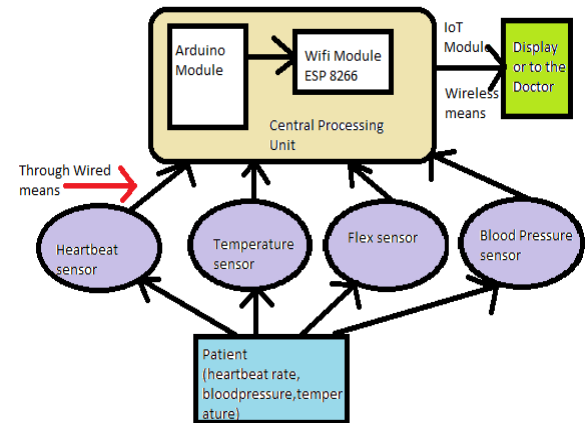 Arduino
Module
Wifi Module
ESP 8266
Central Processing
Unit
IoT
Module
Wireless
means
Display
or to the
Doctor
Through Wired
means
Heartbeat
sensor
Temperature
sensor
Flex sensor
Blood Pressure
sensor
Patient
(heartbeat rate,
bloodpressure,temper
ature)